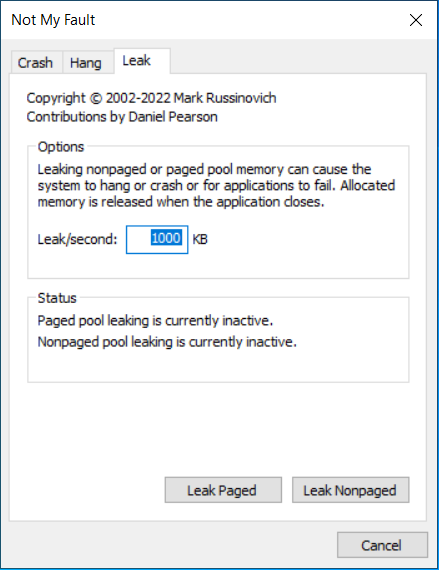 Not My Fault
Crash Hang Leak
Copyright © 2002-2022 Mark Russinovich
Contributions by Daniel Pearson
Options
Leaking nonpaged or paged pool memory can cause the
system to hang or crash or for applications to fail. Allocated
memory is released when the application closes.
Leak/second: 1000 KB
Status
Paged pool leaking is currently inactive.
Nonpaged pool leaking is currently inactive.
Leak Paged Leak Nonpaged
Cancel